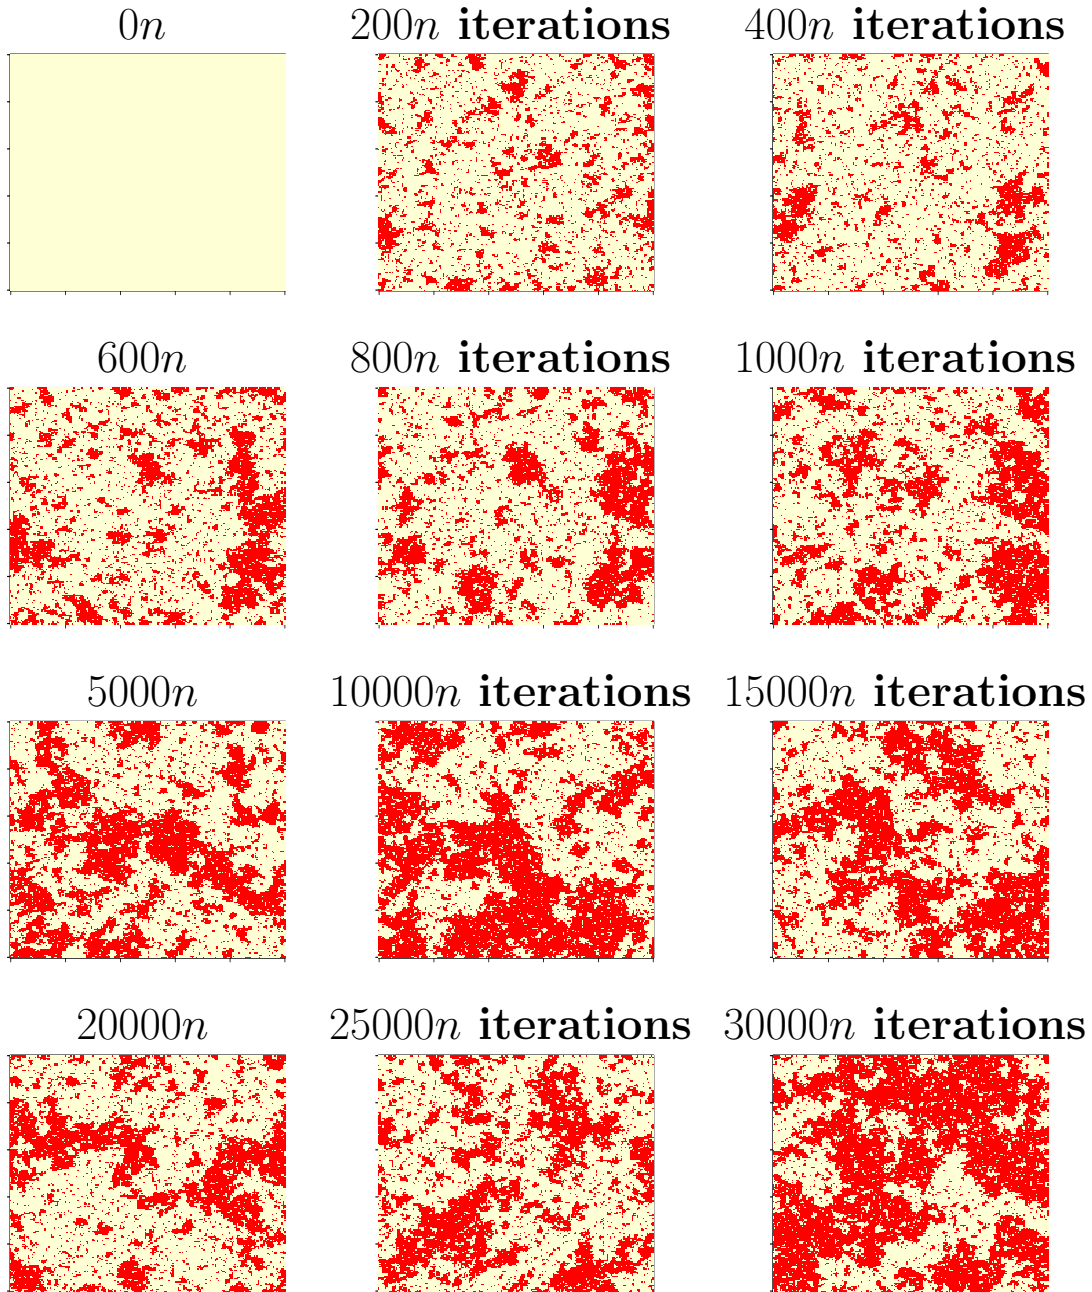 0n
200n iterations
400n iterations
600n
800n iterations
1000n iterations
5000n
10000n iterations
15000n iterations
20000n
25000n iterations
30000n iterations